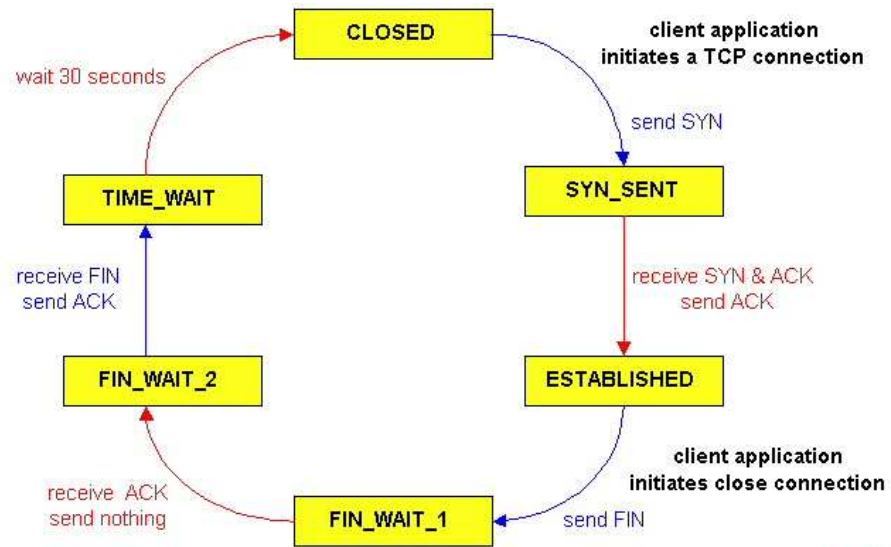 CLOSED
client application
initiates a TCP connection
wait 30 seconds
send SYN
TIME_WAIT
SYN_SENT
receive FIN
send ACK
receive SYN & ACK
send ACK
FIN_WAIT_2
ESTABLISHED
client application
initiates close connection
receive ACK
send nothing
FIN_WAIT_1
send FIN